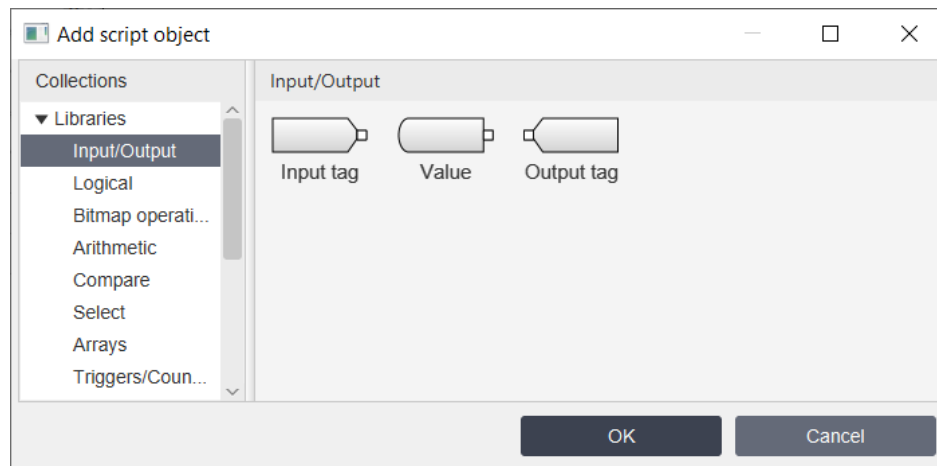 Add script object
Collections
Libraries
Input/Output
Logical
Bitmap operati...
Arithmetic
Compare
Select
Arrays
Triggers/Coun...
Input/Output
Input tag
Value
Output tag
OK
Cancel